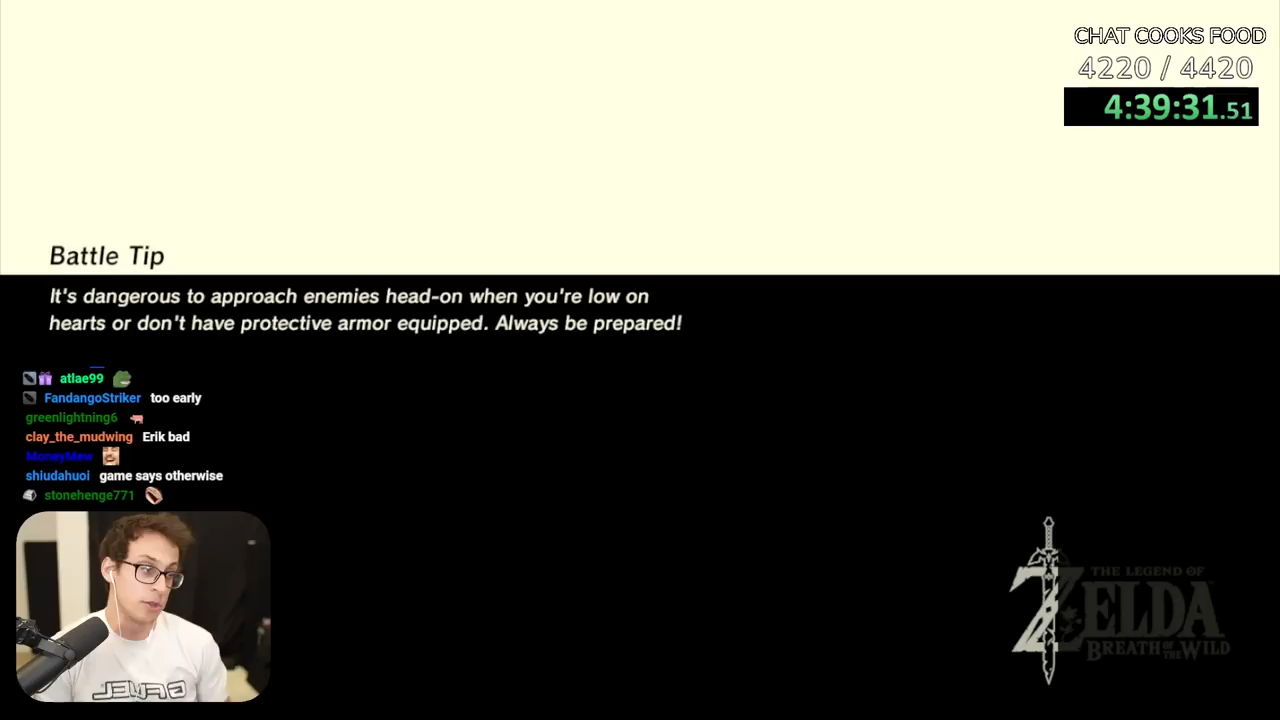 CHAT COOKS FOOD
4220 / 4420
4:39:31.51
Battle Tip
It's dangerous to approach enemies head-on when you're low on
hearts or don't have protective armor equipped. Always be prepared!
atlae99
FandangoStriker too early
greenlightning6
clay_the_mudwing Erik bad
MoneyMew
shiudahuoi game says otherwise
stonehenge771
THE LEGEND OF
ZELDA
BREATH OF THE WILD